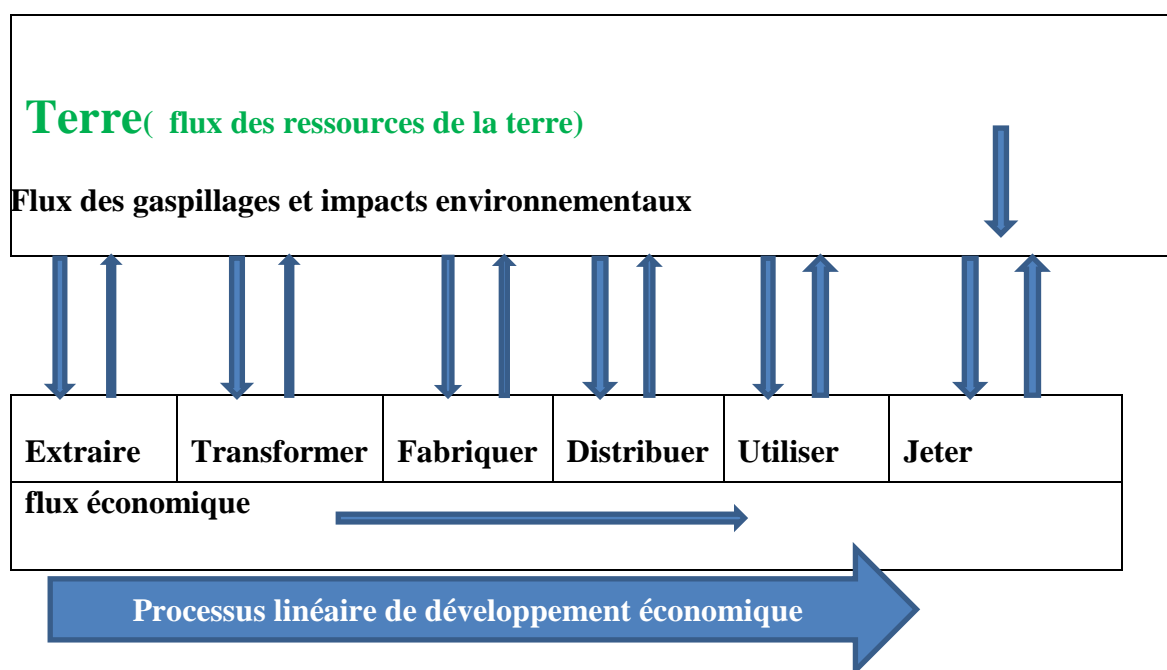 Terre( flux des ressources de la terre)
Flux des gaspillages et impacts environnementaux
Extraire Transformer Fabriquer Distribuer Utiliser Jeter
flux économique
Processus linéaire de développement économique